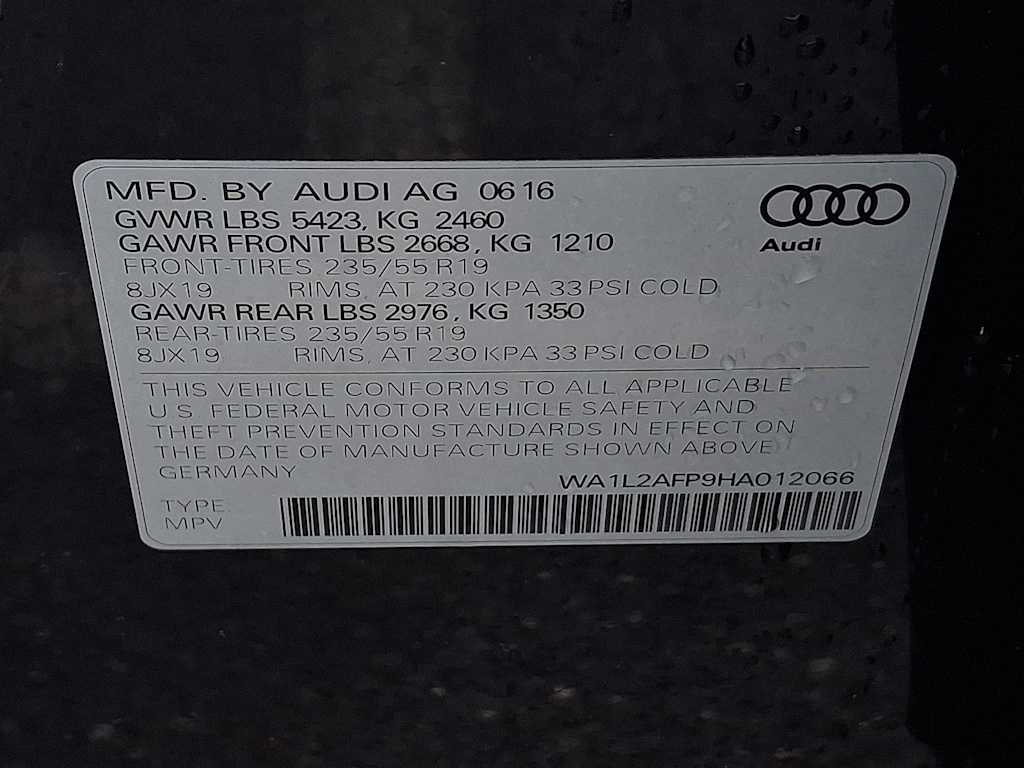 MFD. BY AUDI AG 06 16
GVWR LBS 5423, KG 2460
GAWR FRONT LBS 2668, KG 1210
FRONT-TIRES 235/55 R19
8JX19 RIMS, AT 230 KPA 33 PSI COLD
GAWR REAR LBS 2976, KG 1350
REAR-TIRES 235/55 R19
8JX19 RIMS, AT 230 KPA 33 PSI COLD
Audi
THIS VEHICLE CONFORMS TO ALL APPLICABLE
U.S. FEDERAL MOTOR VEHICLE SAFETY AND
THEFT PREVENTION STANDARDS IN EFFECT ON
THE DATE OF MANUFACTURE SHOWN ABOVE
GERMANY
WA1L2AFP9HA012066
TYPE
MPV